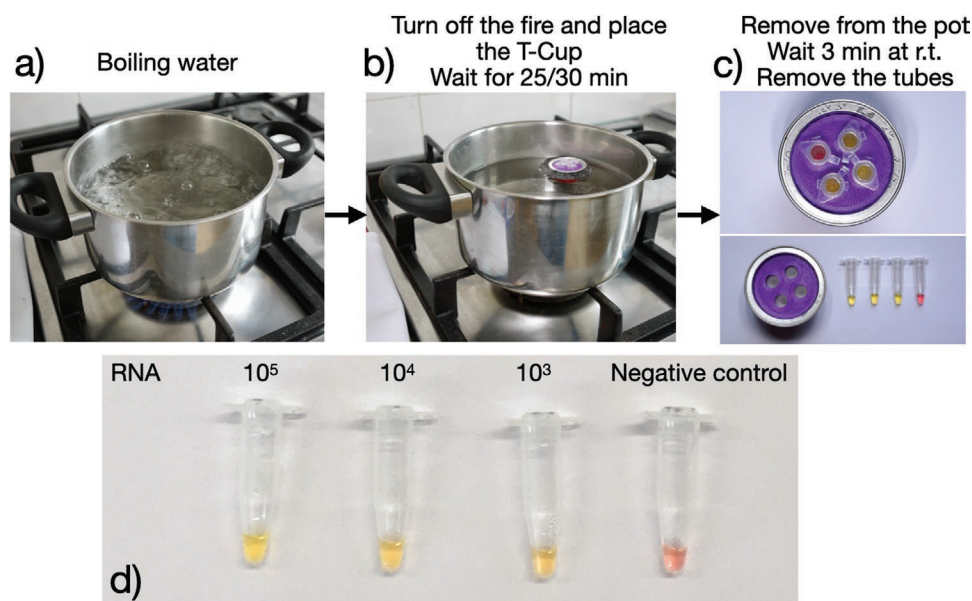 a)
Boiling water
b)
Turn off the fire and place
the T-Cup
Wait for 25/30 min
c)
Remove from the pot
Wait 3 min at r.t.
Remove the tubes
RNA 10⁵ 10⁴ 10³ Negative control
d)